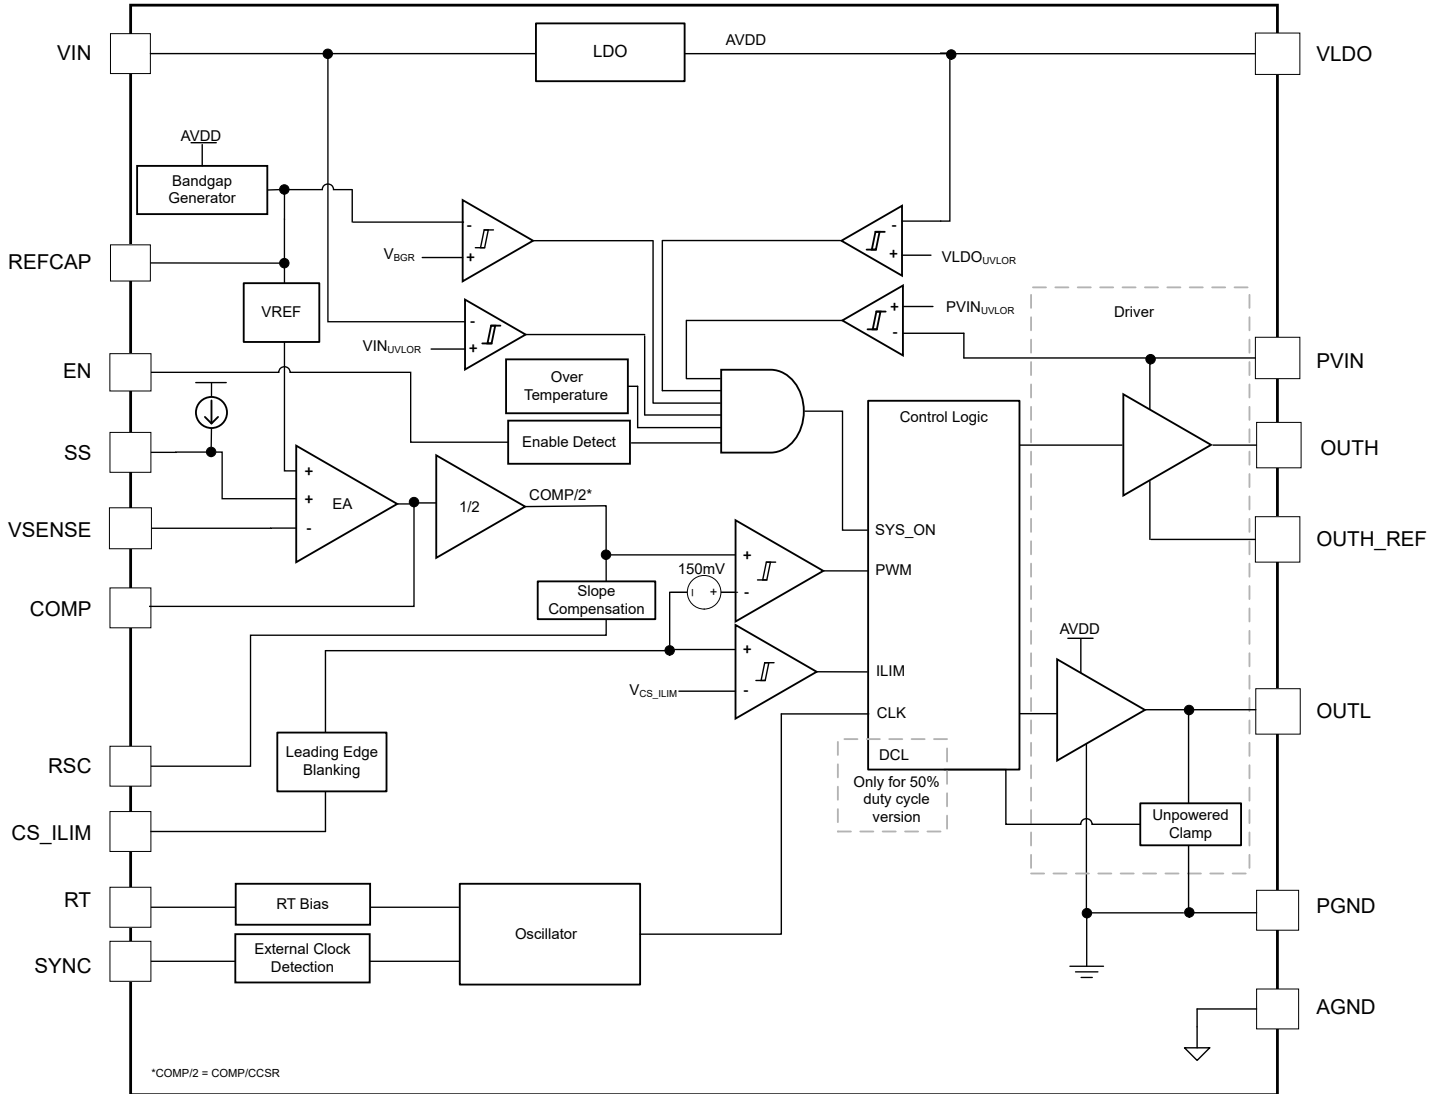 VIN
LDO
AVDD
VLDO
AVDD
Bandgap
Generator
REFCAP
VREF
- 
VBGR
+
-
VLDOUVLOR
+
-
VINUVLOR
+
+
PVINUVLOR
-
Driver
PVIN
EN
Over
Temperature
Enable Detect
Control Logic
OUTH
SS
+
+
EA
-
1/2
COMP/2*
VSENSE
SYS_ON
OUTH_REF
PWM
+
150mV
+
-
COMP
Slope
Compensation
+
AVDD
ILIM
VCS_ILIM
-
CLK
OUTL
DCL
Only for 50%
duty cycle
version
RSC
Leading Edge
Blanking
CS_ILIM
Unpowered
Clamp
RT
RT Bias
PGND
Oscillator
SYNC
External Clock
Detection
AGND
*COMP/2 = COMP/CCSR